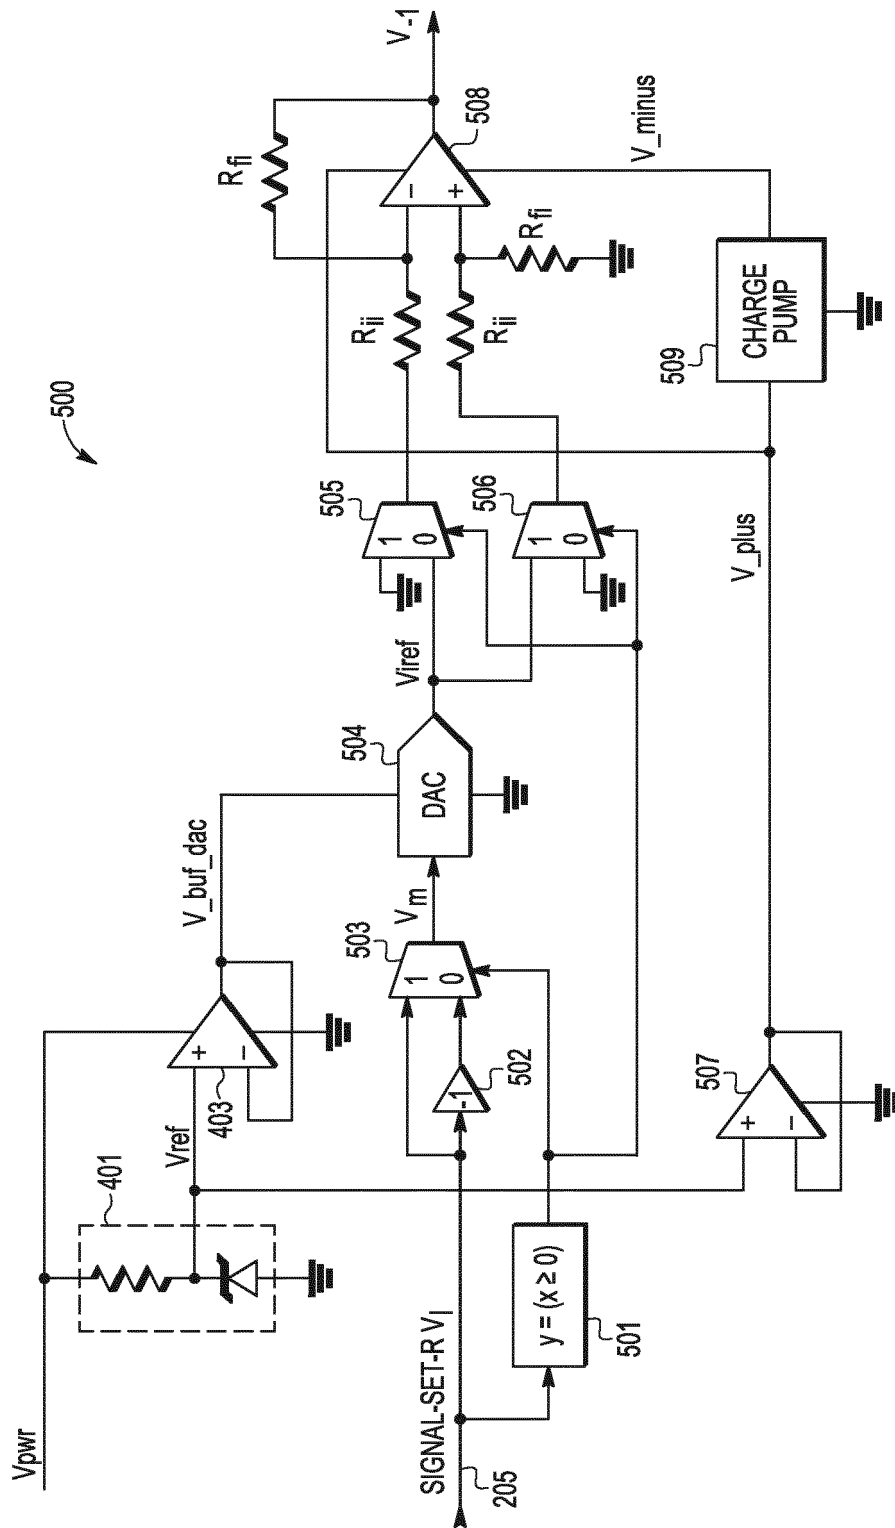 500
Vpwr
401
Vref
+
−
403
V_buf_dac
SIGNAL-SET-R V_I
205
y = (x ≥ 0)
501
-1
502
1
0
503
V_m
DAC
504
Viref
1
0
505
1
0
506
R_ii
R_ii
R_fi
R_fi
−
+
508
V_-1
V_minus
+
−
507
V_plus
CHARGE
PUMP
509